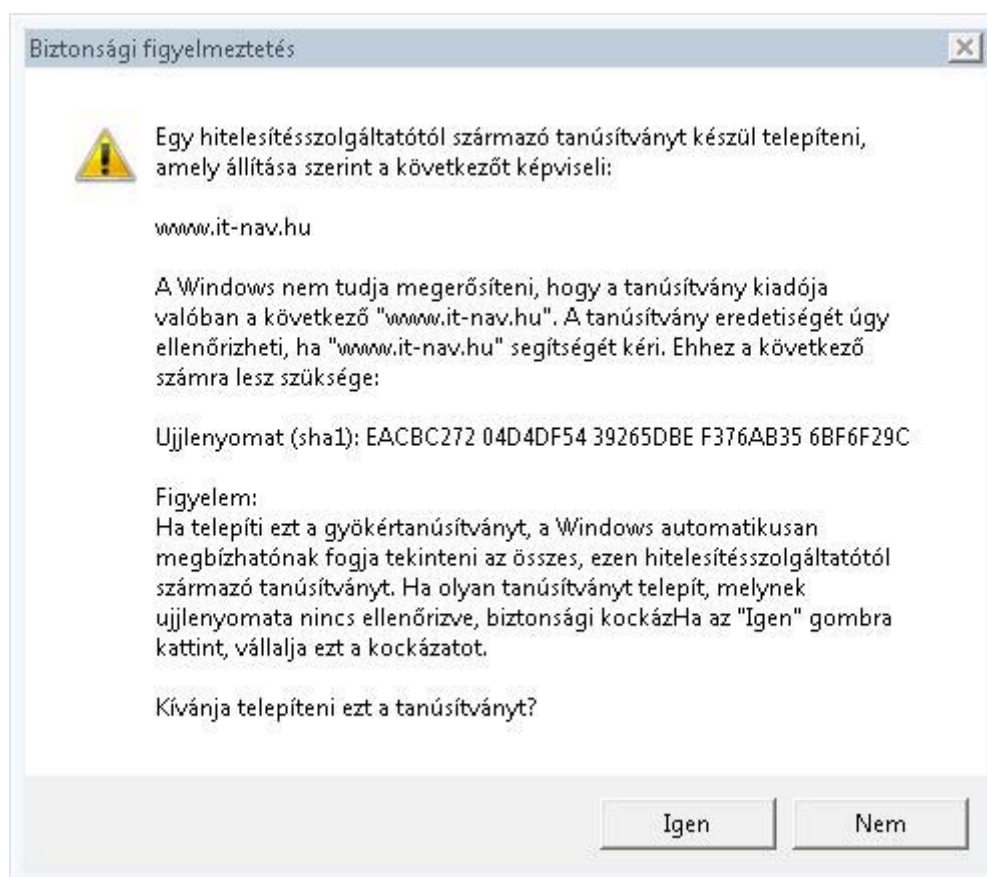 Biztonsági figyelmeztetés
Egy hitelesítésszolgáltatótól származó tanúsítványt készül telepíteni,
amely állítása szerint a következőt képviseli:
www.it-nav.hu
A Windows nem tudja megerősíteni, hogy a tanúsítvány kiadója
valóban a következő "www.it-nav.hu". A tanúsítvány eredetiségét úgy
ellenőrizheti, ha "www.it-nav.hu" segítségét kéri. Ehhez a következő
számra lesz szüksége:
Ujjlenyomat (sha1): EACBC272 04D4DF54 39265DBE F376AB35 6BF6F29C
Figyelem:
Ha telepíti ezt a gyökértanúsítványt, a Windows automatikusan
megbízhatónak fogja tekinteni az összes, ezen hitelesítésszolgáltatótól
származó tanúsítványt. Ha olyan tanúsítványt telepít, melynek
ujjlenyomata nincs ellenőrizve, biztonsági kockázHa az "Igen" gombra
kattint, vállalja ezt a kockázatot.
Kívánja telepíteni ezt a tanúsítványt?
Igen
Nem